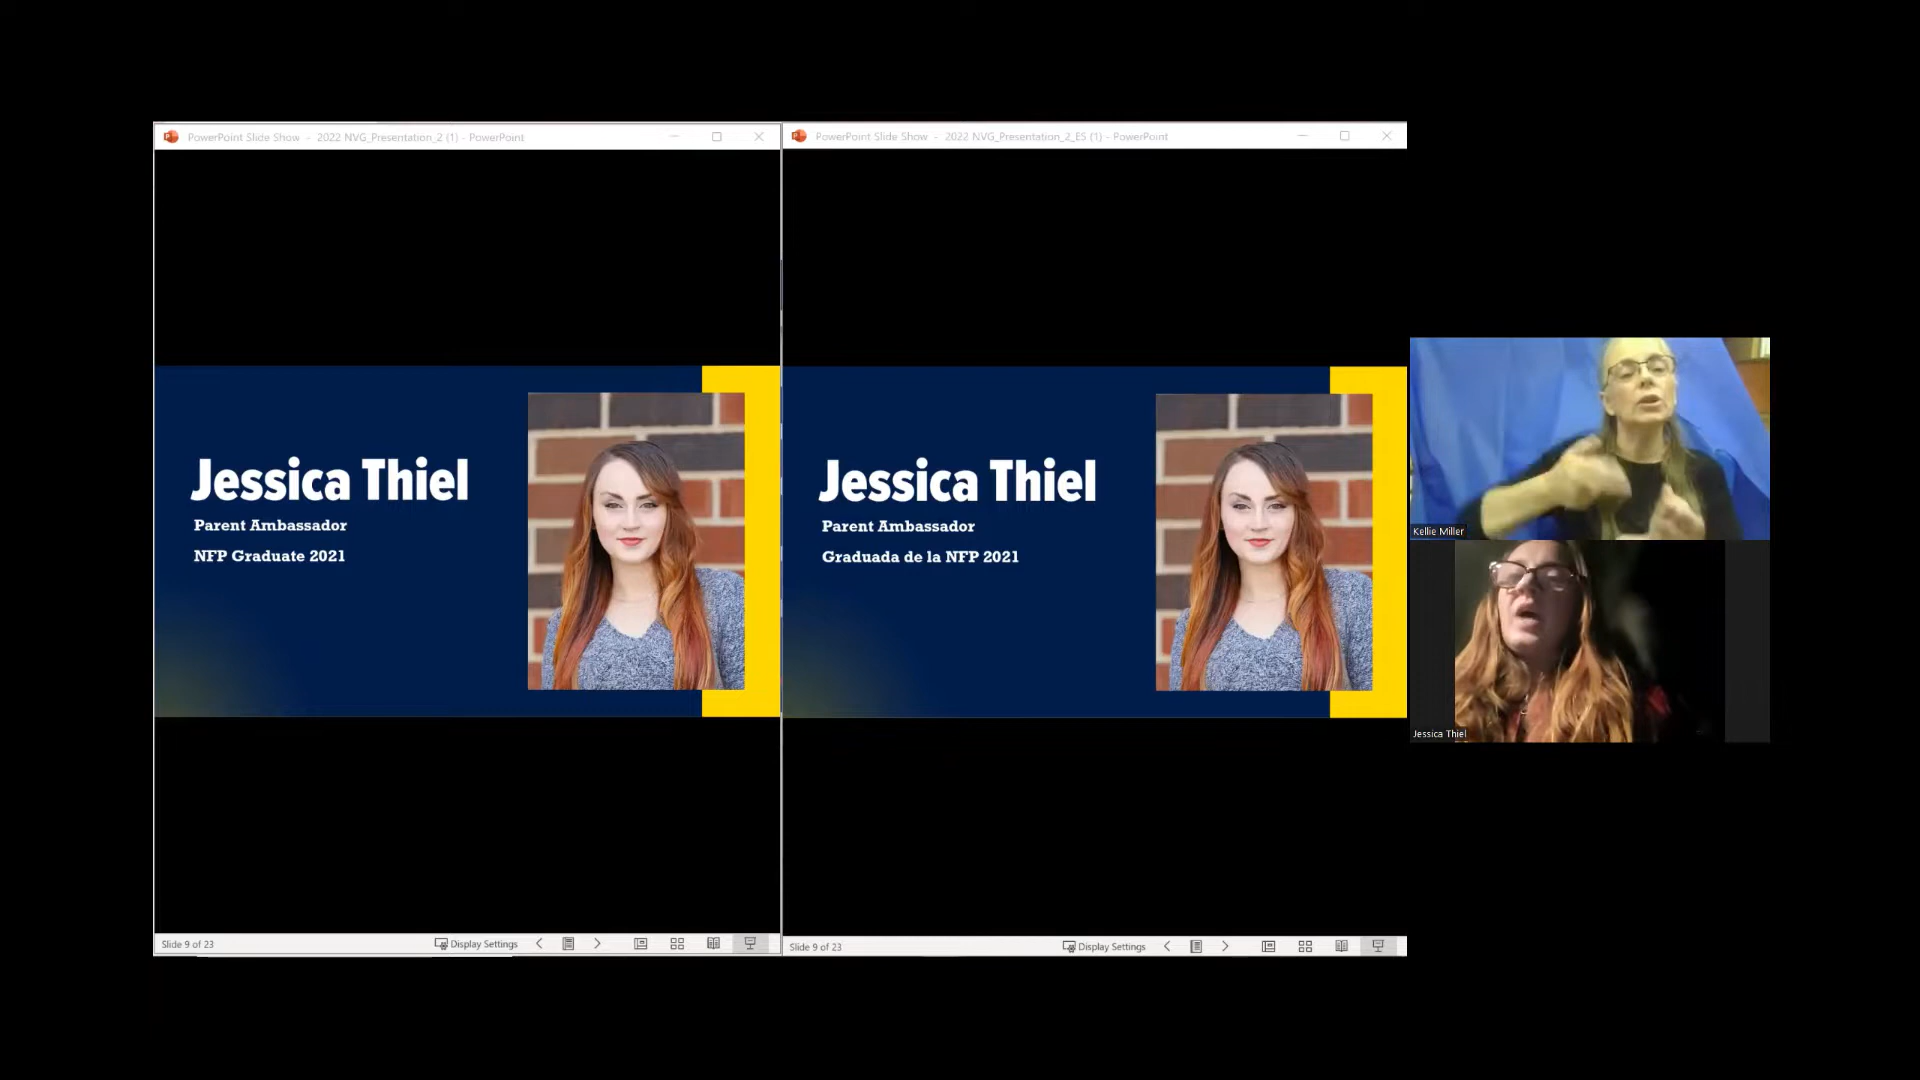 PowerPoint Slide Show - 2022 NVG_Presentation_2 (1) - PowerPoint
Jessica Thiel
Parent Ambassador
NFP Graduate 2021
Slide 9 of 23
Display Settings
PowerPoint Slide Show - 2022 NVG_Presentation_2_ES (1) - PowerPoint
Jessica Thiel
Parent Ambassador
Graduada de la NFP 2021
Slide 9 of 23
Display Settings
Kellie Miller
Jessica Thiel